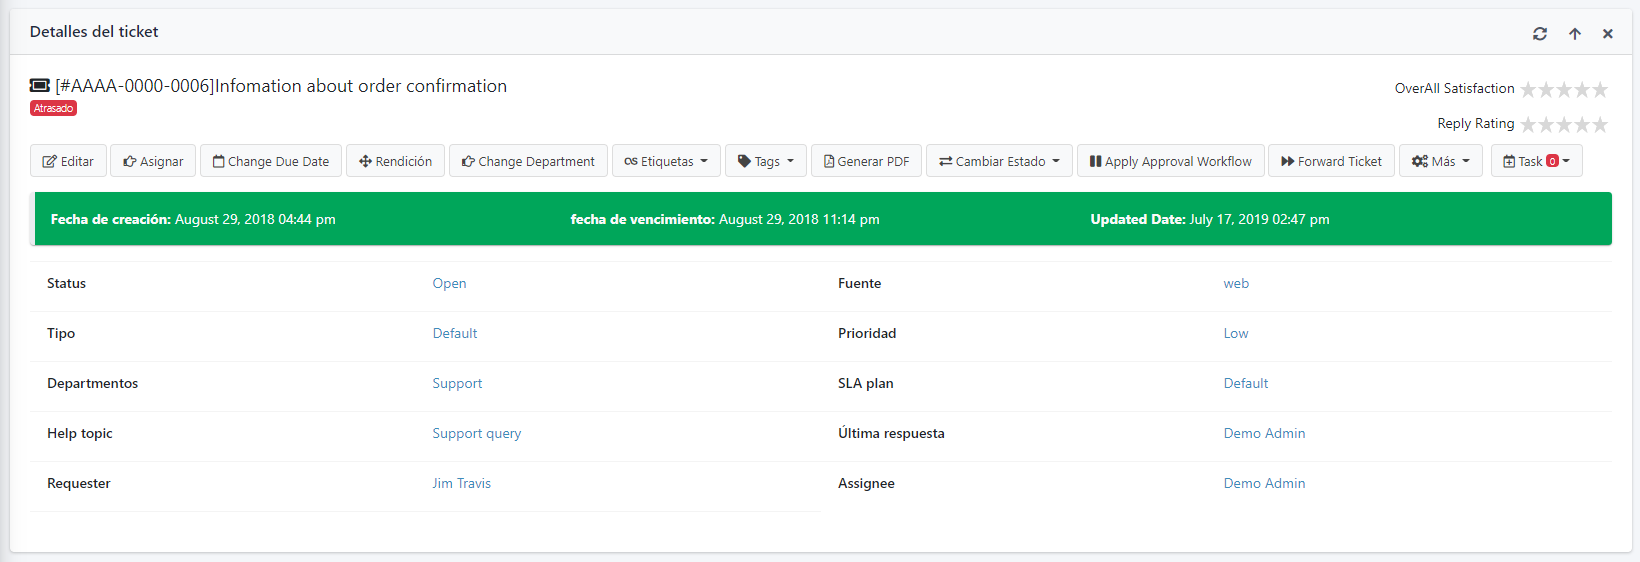 Detalles del ticket
[#AAAA-0000-0006]Infomation about order confirmation
Atrasado
OverAll Satisfaction
Reply Rating
Editar Asignar Change Due Date Rendición Change Department Etiquetas Tags Generar PDF Cambiar Estado Apply Approval Workflow Forward Ticket Más Task 0
Fecha de creación: August 29, 2018 04:44 pm fecha de vencimiento: August 29, 2018 11:14 pm Updated Date: July 17, 2019 02:47 pm
Status Open Fuente web
Tipo Default Prioridad Low
Departmentos Support SLA plan Default
Help topic Support query Última respuesta Demo Admin
Requester Jim Travis Assignee Demo Admin